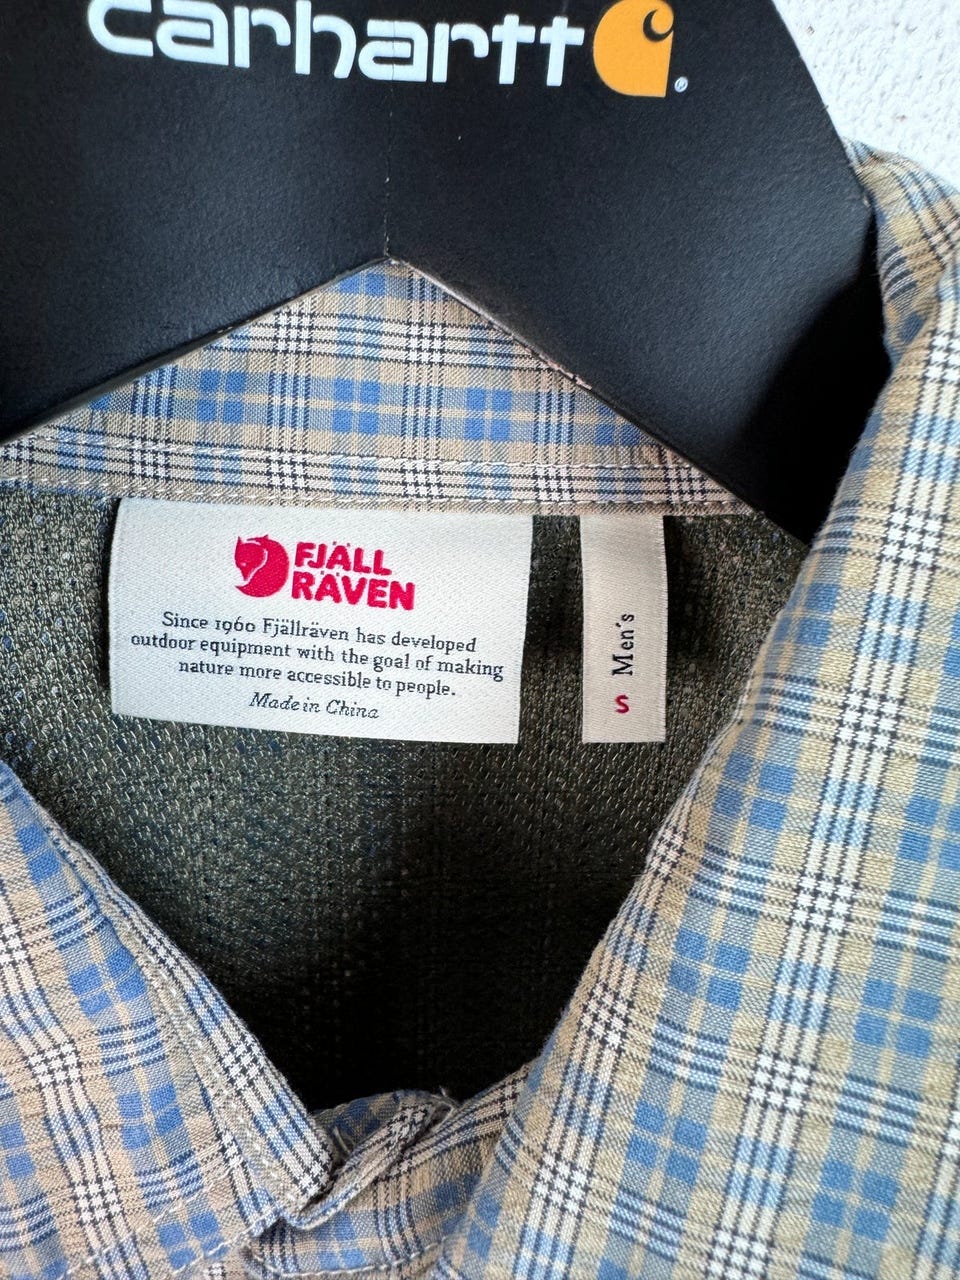 carhartt
®
FJÄLL
RÄVEN
Since 1960 Fjällräven has developed
outdoor equipment with the goal of making
nature more accessible to people.
Made in China
S Men's